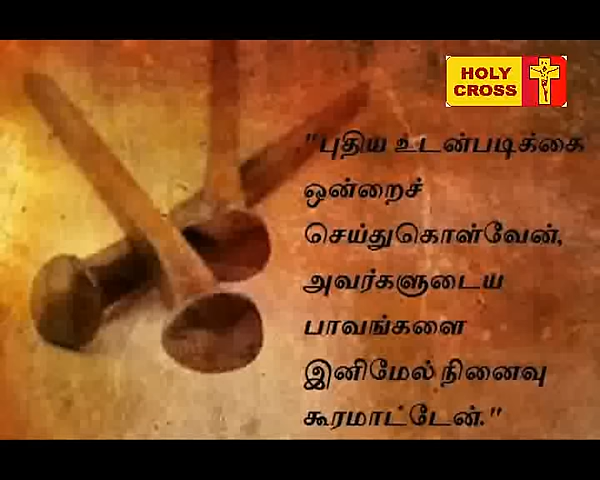 HOLY
CROSS
"புதிய உடன்படிக்கை
ஒன்றைச்
செய்துகொள்வேன்,
அவர்களுடைய
பாவங்களை
இனிமேல் நினைவு
கூரமாட்டேன்."